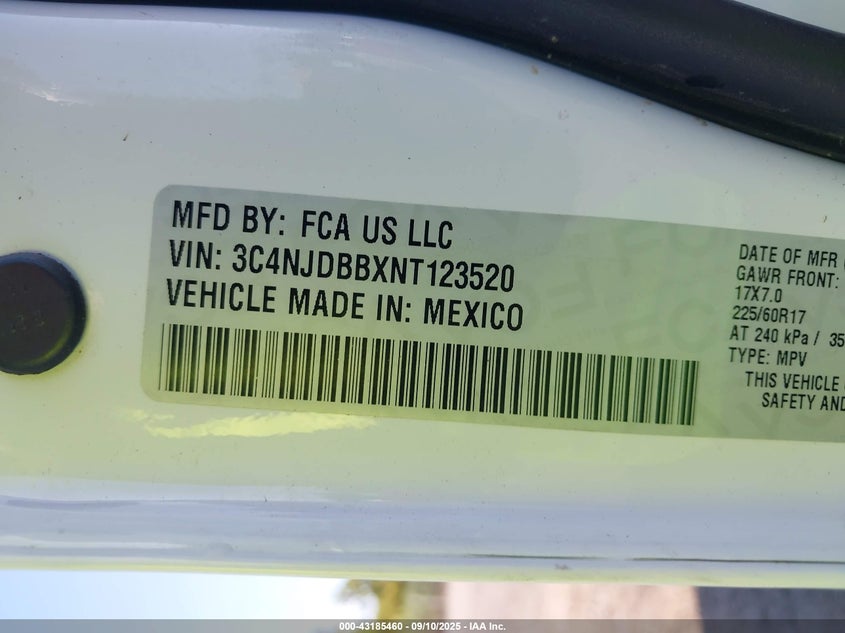 MFD BY: FCA US LLC
VIN: 3C4NJDBBXNT123520
VEHICLE MADE IN: MEXICO
DATE OF MFR
GAWR FRONT:
17X7.0
225/60R17
AT 240 kPa / 35
TYPE: MPV
THIS VEHICLE
SAFETY AND
000-43185460 - 09/10/2025 - © IAA Inc.